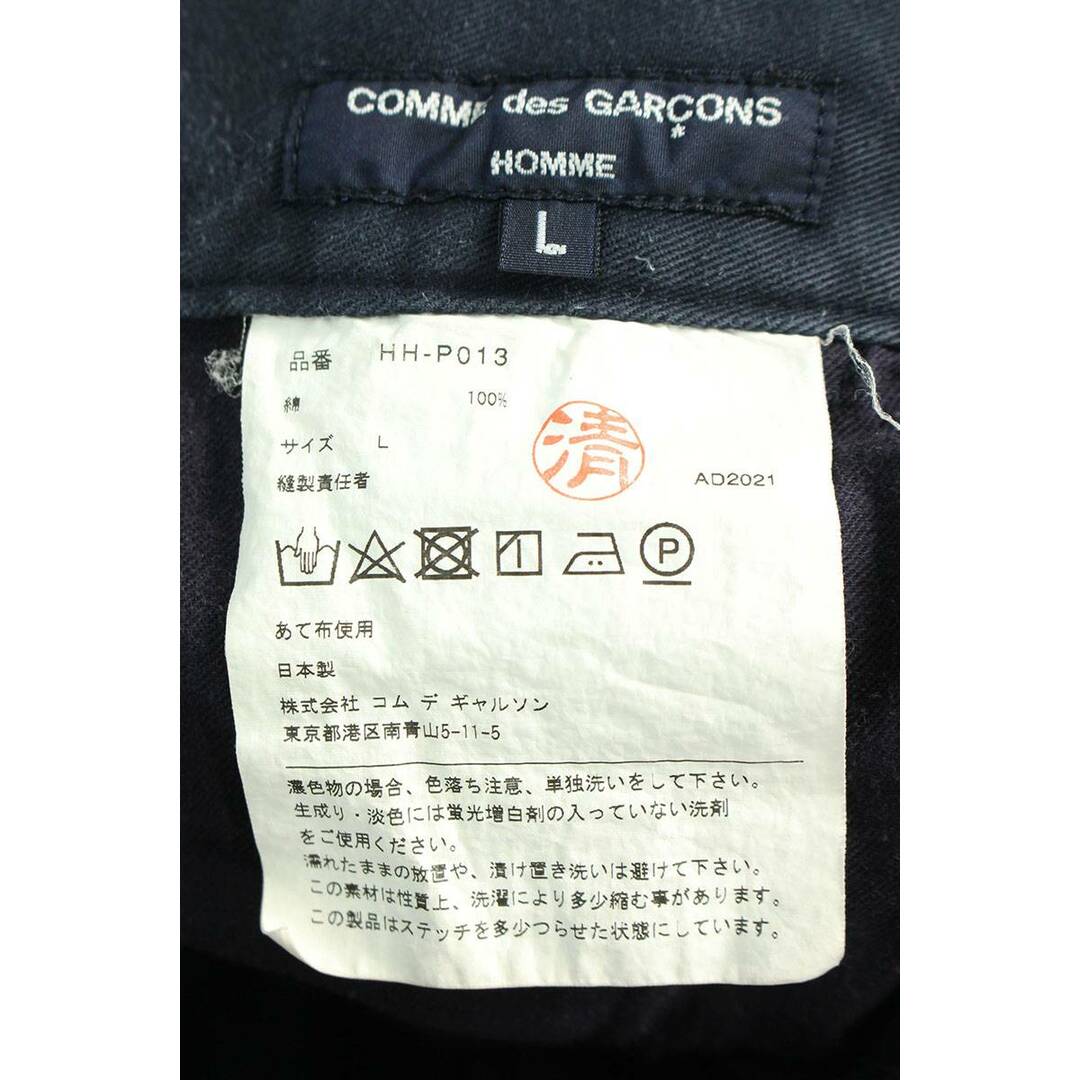 COMME des GARÇONS
*
HOMME
L
品番 HH-P013
綿 100%
サイズ L
縫製責任者 清 AD2021
P
あて布使用
日本製
株式会社 コム デ ギャルソン
東京都港区南青山5-11-5
濃色物の場合、色落ち注意、単独洗いをして下さい。
生成り・淡色には蛍光増白剤の入っていない洗剤
をご使用ください。
濡れたままの放置や、漬け置き洗いは避けて下さい。
この素材は性質上、洗濯により多少縮む事があります。
この製品はステッチを多少つらせた状態にしています。